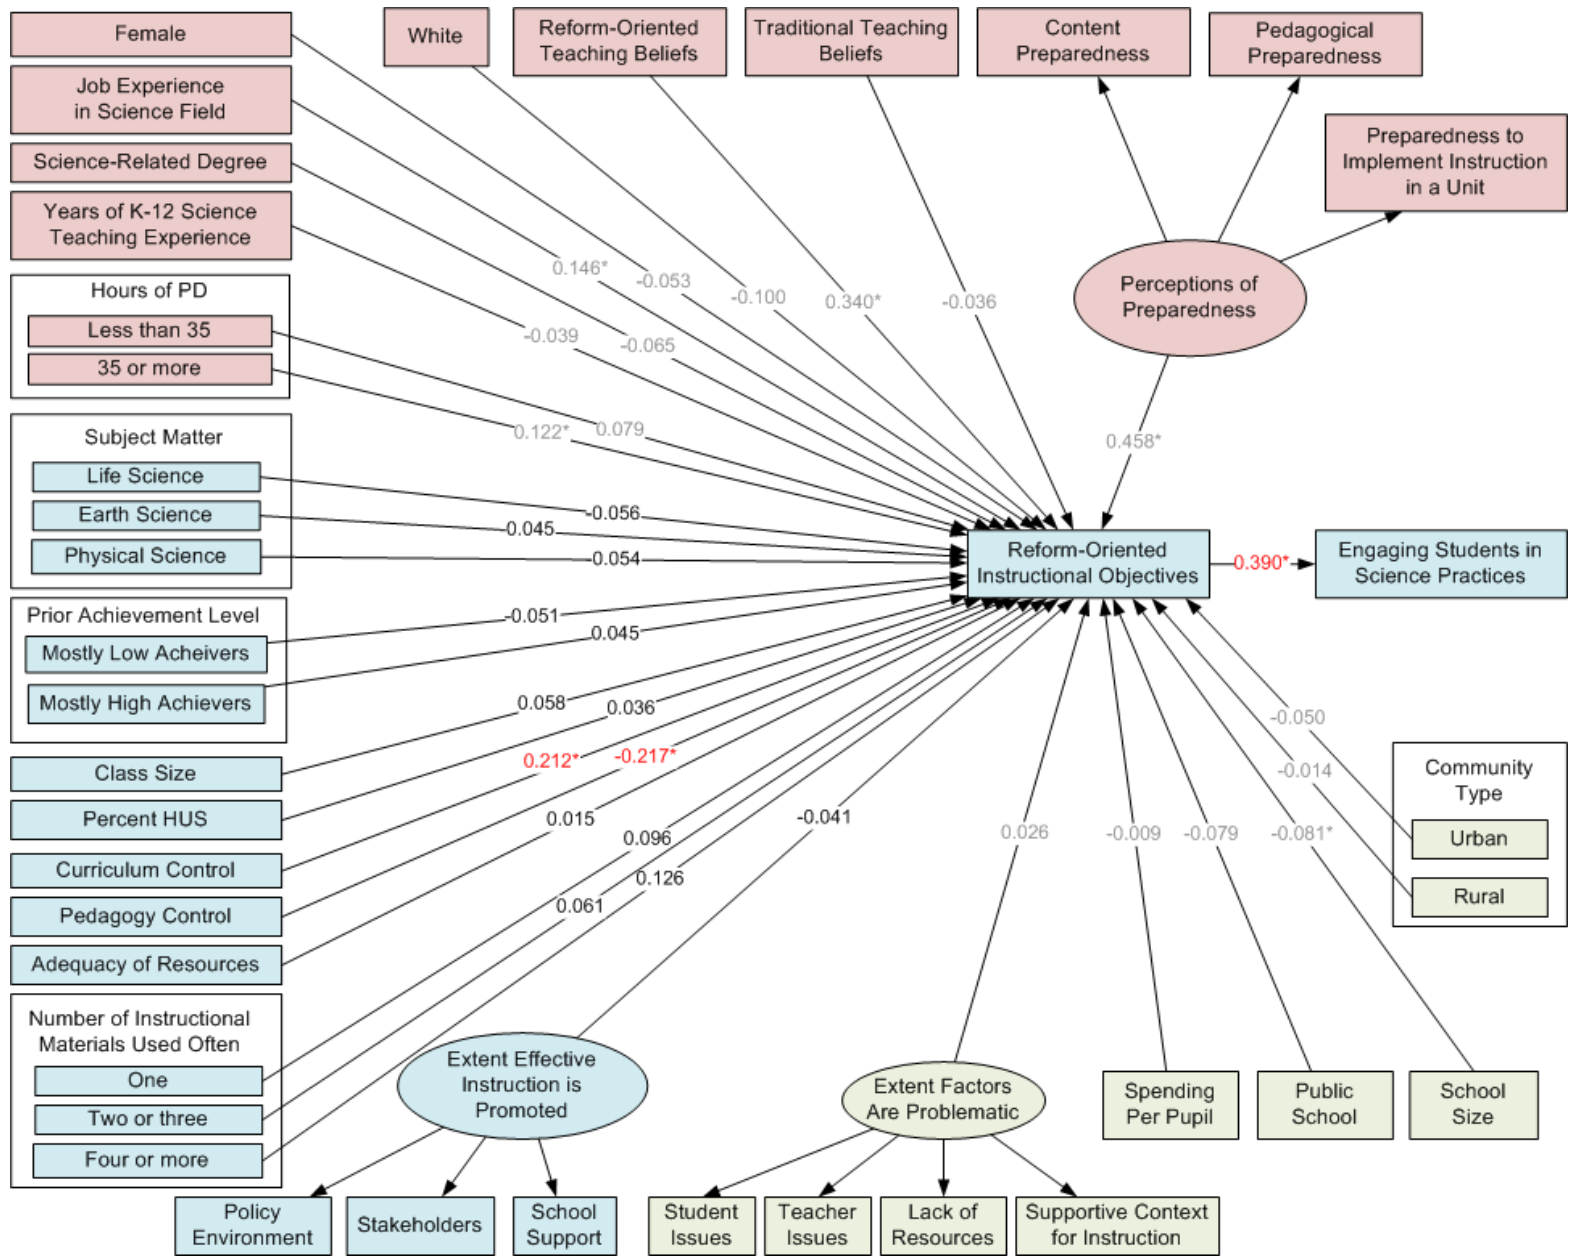 Female
White
Reform-Oriented
Teaching Beliefs
Traditional Teaching
Beliefs
Content
Preparedness
Pedagogical
Preparedness
Job Experience
in Science Field
Preparedness to
Implement Instruction
in a Unit
Science-Related Degree
Years of K-12 Science
Teaching Experience
Perceptions of
Preparedness
Hours of PD
Less than 35
35 or more
0.146*
-0.053
-0.100
0.340*
-0.036
-0.039
-0.065
0.122*
0.079
0.458*
Subject Matter
Life Science
Earth Science
Physical Science
-0.056
-0.045
-0.054
Reform-Oriented
Instructional Objectives
0.390*
Engaging Students in
Science Practices
Prior Achievement Level
Mostly Low Acheivers
Mostly High Achievers
-0.051
0.045
0.058
0.036
0.212*
-0.217*
0.015
0.096
0.126
0.061
-0.041
0.026
-0.009
-0.079
-0.081*
-0.014
-0.050
Class Size
Percent HUS
Curriculum Control
Pedagogy Control
Adequacy of Resources
Community
Type
Urban
Rural
Number of Instructional
Materials Used Often
One
Two or three
Four or more
Extent Effective
Instruction is
Promoted
Extent Factors
Are Problematic
Spending
Per Pupil
Public
School
School
Size
Policy
Environment
Stakeholders
School
Support
Student
Issues
Teacher
Issues
Lack of
Resources
Supportive Context
for Instruction